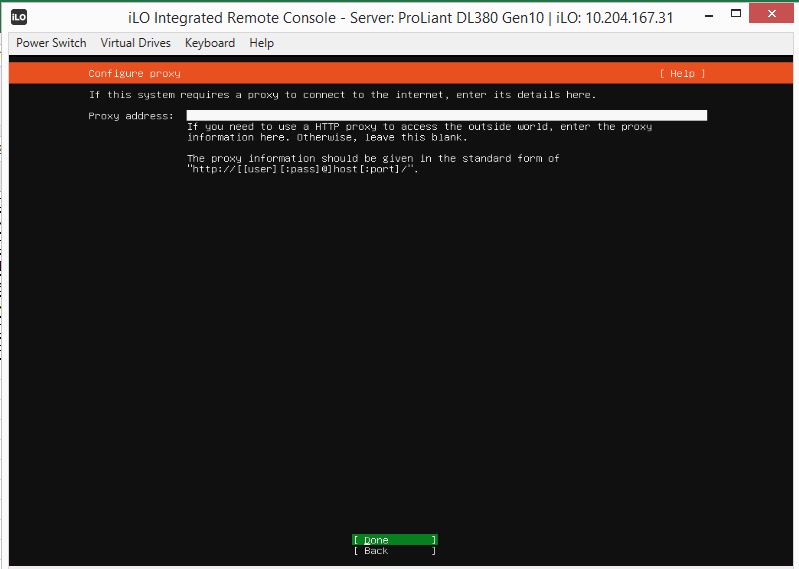 iLO
iLO Integrated Remote Console - Server: ProLiant DL380 Gen10 | iLO: 10.204.167.31
Power Switch Virtual Drives Keyboard Help
Configure proxy [ Help ]
If this system requires a proxy to connect to the internet, enter its details here.
Proxy address:
If you need to use a HTTP proxy to access the outside world, enter the proxy
information here. Otherwise, leave this blank.
The proxy information should be given in the standard form of
"http://[[user][:pass]@]host[:port]/".
[ Done ]
[ Back ]